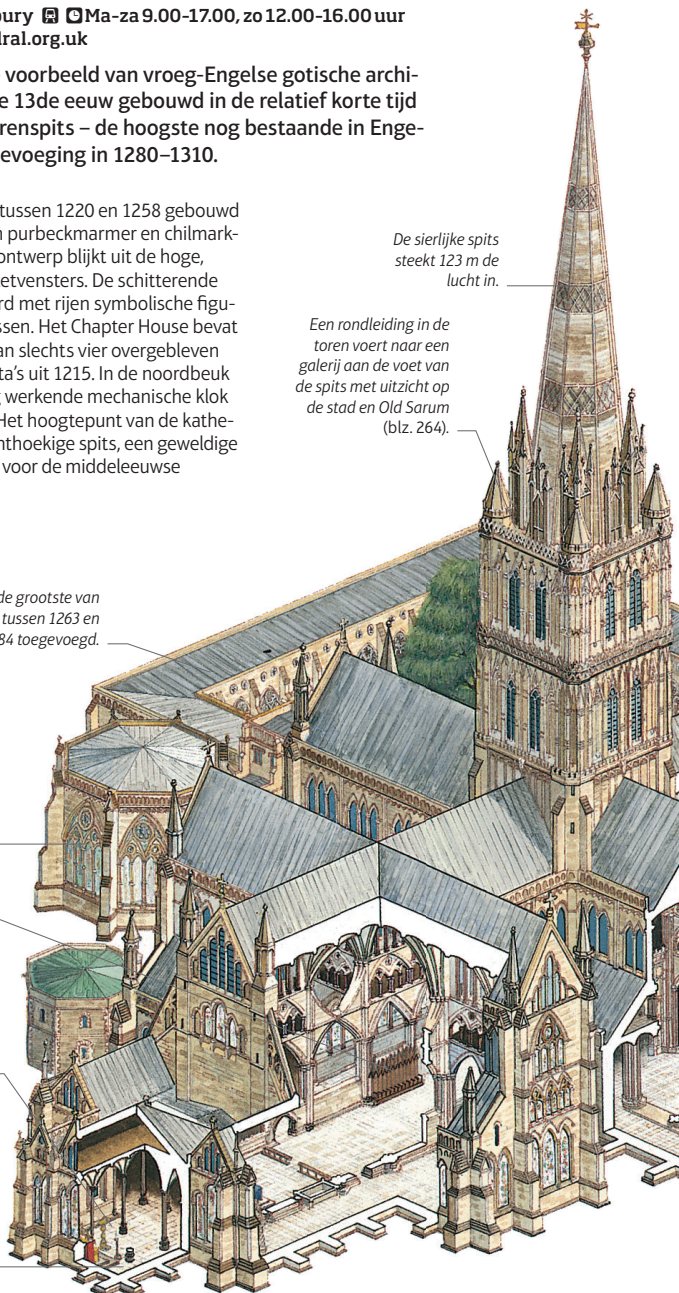 bury Ma-za 9.00-17.00, zo 12.00-16.00 uur
dral.org.uk
voorbeeld van vroeg-Engelse gotische archi-
e 13de eeuw gebouwd in de relatief korte tijd
renspits – de hoogste nog bestaande in Enge-
evoeging in 1280–1310.
tussen 1220 en 1258 gebouwd
n purbeckmarmer en chilmark-
ontwerp blijkt uit de hoge,
etvensters. De schitterende
rd met rijen symbolische figu-
ssen. Het Chapter House bevat
an slechts vier overgebleven
ta’s uit 1215. In de noordbeuk
g werkende mechanische klok
Het hoogtepunt van de kathe-
nthoekige spits, een geweldige
voor de middeleeuwse
De sierlijke spits
steekt 123 m de
lucht in.
Een rondleiding in de
toren voert naar een
galerij aan de voet van
de spits met uitzicht op
de stad en Old Sarum
(blz. 264).
de grootste van
tussen 1263 en
84 toegevoegd.